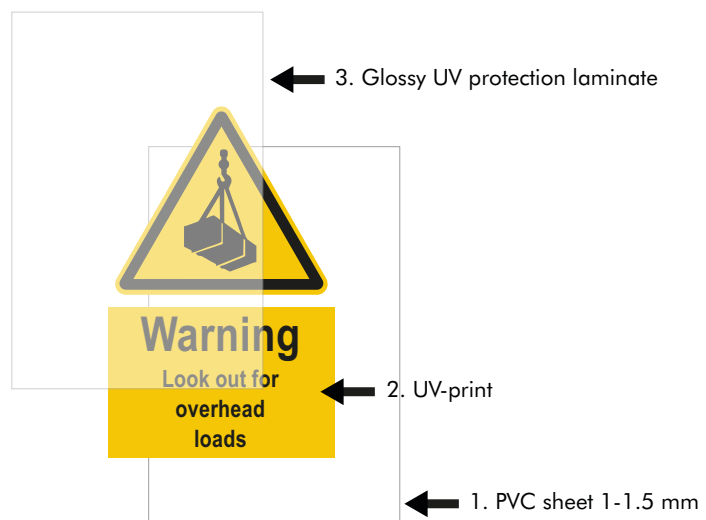 3. Glossy UV protection laminate
Warning
Look out for
overhead
loads
2. UV-print
1. PVC sheet 1-1.5 mm